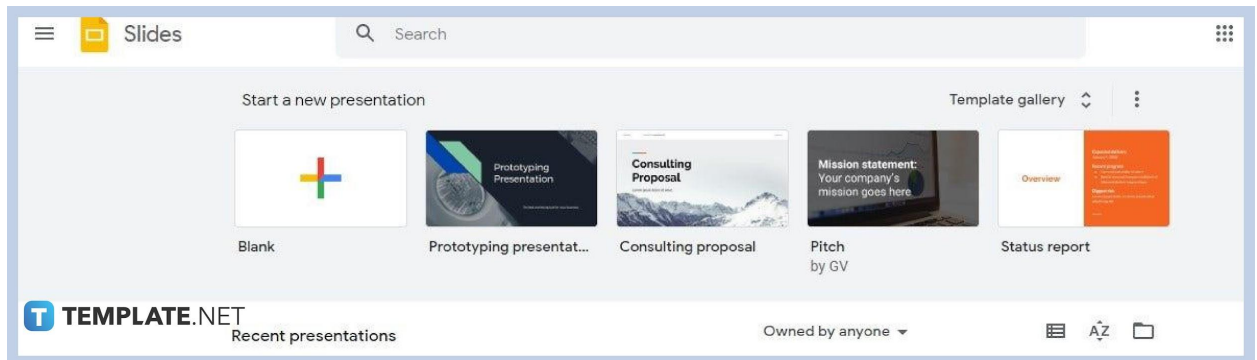 Slides
Search
Start a new presentation
Template gallery
Prototyping
Presentation
Consulting
Proposal
Mission statement:
Your company's
mission goes here
Overview
Blank
Prototyping presentat...
Consulting proposal
Pitch
by GV
Status report
T TEMPLATE.NET
Recent presentations
Owned by anyone
AZ